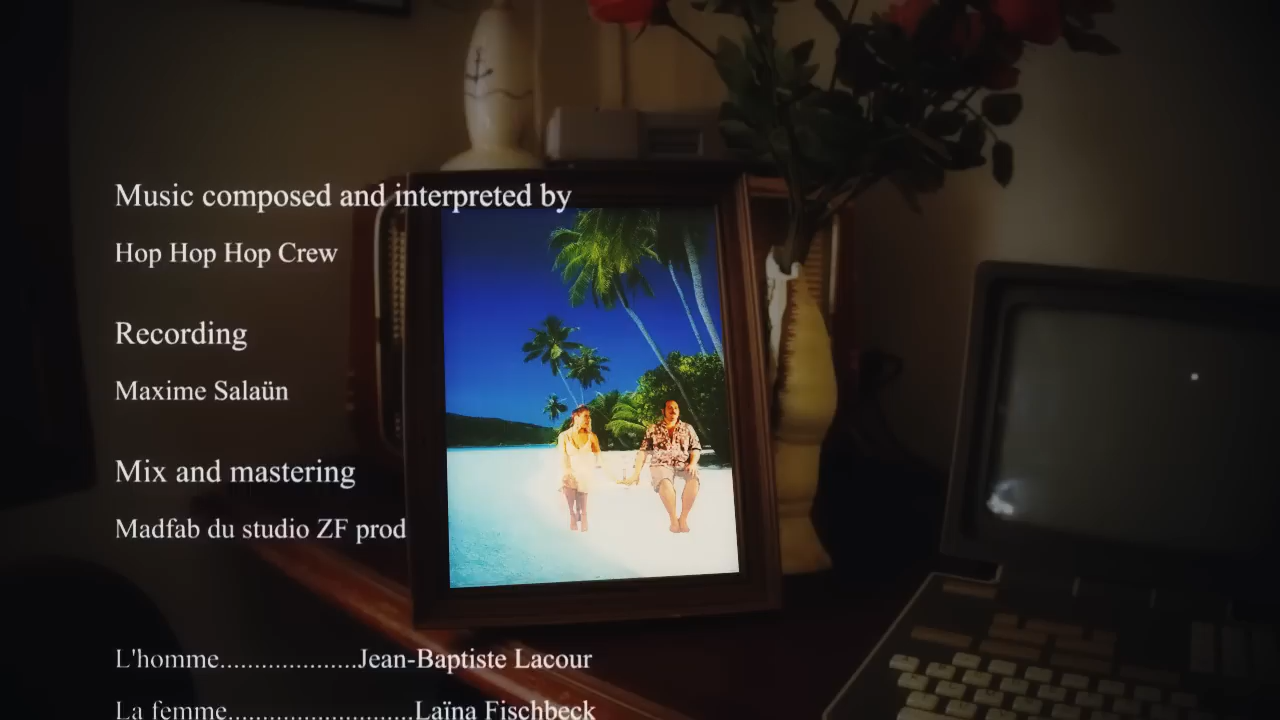 Music composed and interpreted by
Hop Hop Hop Crew
Recording
Maxime Salaün
Mix and mastering
Madfab du studio ZF prod
L'homme....................Jean-Baptiste Lacour
La femme...........................Laïna Fischbeck